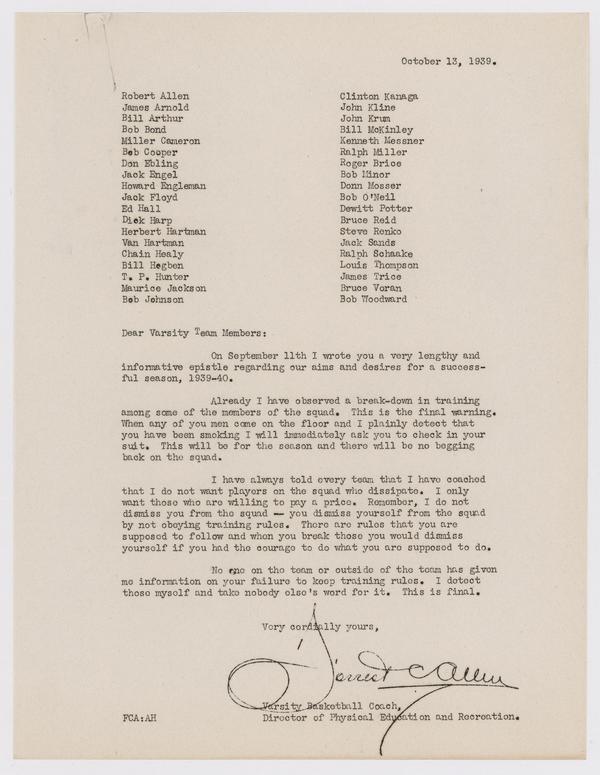 October 13, 1939.
Robert Allen
James Arnold
Bill Arthur
Bob Bond
Miller Cameron
Bob Cooper
Don Ebling
Jack Engel
Howard Engleman
Jack Floyd
Ed Hall
Dick Harp
Herbert Hartman
Van Hartman
Chain Healy
Bill Hogben
T. P. Hunter
Maurice Jackson
Bob Johnson
Clinton Kanaga
John Kline
John Krum
Bill McKinley
Kenneth Messner
Ralph Miller
Roger Brice
Bob Minor
Donn Mosser
Bob O'Neil
Dewitt Potter
Bruce Reid
Steve Renko
Jack Sands
Ralph Schaake
Louis Thompson
James Trice
Bruce Voran
Bob Woodward
Dear Varsity Team Members:
On September 11th I wrote you a very lengthy and
informative epistle regarding our aims and desires for a success-
ful season, 1939-40.
Already I have observed a break-down in training
among some of the members of the squad. This is the final warning.
When any of you men come on the floor and I plainly detect that
you have been smoking I will immediately ask you to check in your
suit. This will be for the season and there will be no begging
back on the squad.
I have always told every team that I have coached
that I do not want players on the squad who dissipate. I only
want those who are willing to pay a price. Remember, I do not
dismiss you from the squad -- you dismiss yourself from the squad
by not obeying training rules. There are rules that you are
supposed to follow and when you break those you would dismiss
yourself if you had the courage to do what you are supposed to do.
No one on the team or outside of the team has given
me information on your failure to keep training rules. I detect
those myself and take nobody else's word for it. This is final.
Very cordially yours,
Forrest C Allen
Varsity Basketball Coach,
Director of Physical Education and Recreation.
FCA:AH